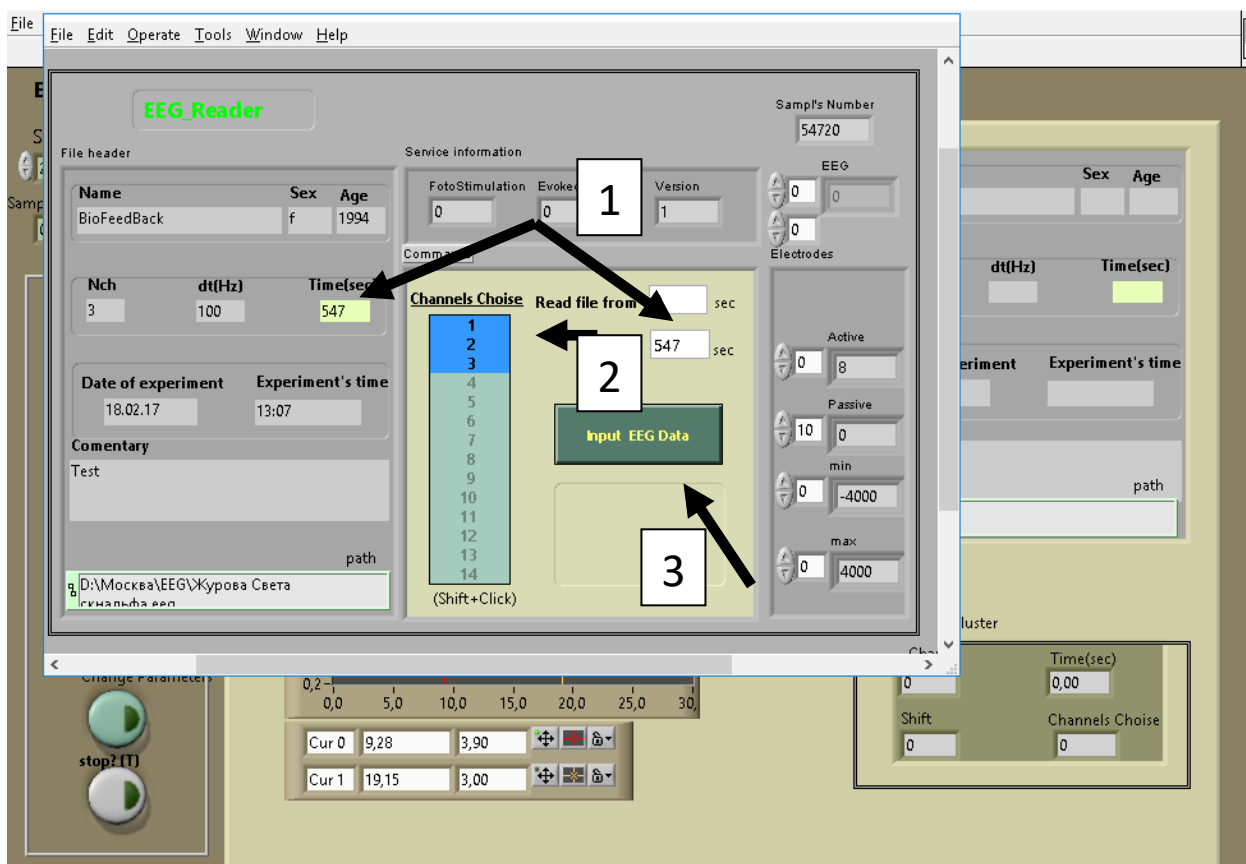 File
File Edit Operate Tools Window Help
EEG_Reader
Sampl's Number
54720
File header
Name Sex Age
BioFeedBack f 1994
Nch dt(Hz) Time(sec)
3 100 547
Date of experiment Experiment's time
18.02.17 13:07
Comentary
Test
path
D:\Москва\EEG\Журова Света
Service information
FotoStimulation Version
0 0 1
1
EEG
0 0
0
Channels Choise Read file from sec
547 sec
1
2
3
4
5
6
7
8
9
10
11
12
13
14
(Shift+Click)
2
Input EEG Data
3
Electrodes
Active
0 8
Passive
10 0
min
0 -4000
max
0 4000
Sex Age
dt(Hz) Time(sec)
Experiment's time
path
Time(sec)
0 0,00
Shift Channels Choise
0 0
Change Parameters
stop? (T)
0,2
0,0 5,0 10,0 15,0 20,0 25,0 30,
Cur 0 9,28 3,90
Cur 1 19,15 3,00